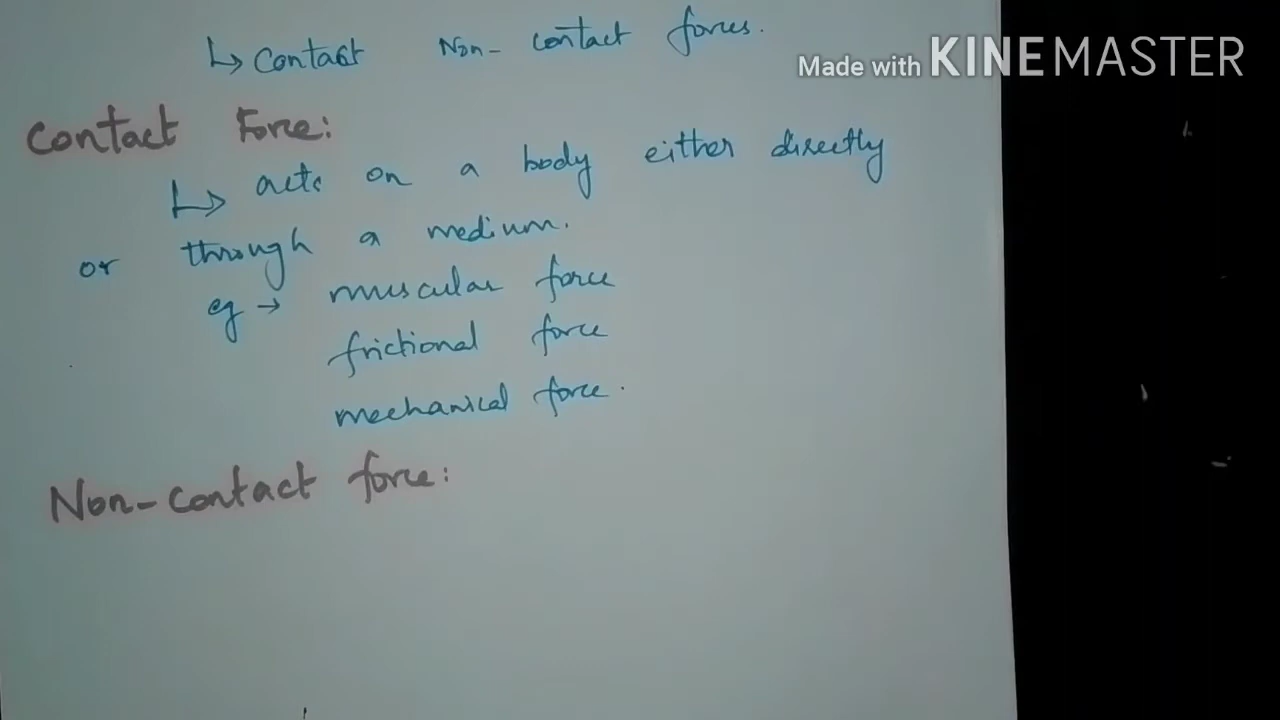 ↳ Contact Non- contact forces.
Made with KINEMASTER
Contact Force:
↳ acts on a body either directly
or through a medium.
eg → muscular force
frictional force
mechanical force.
Non-contact force: